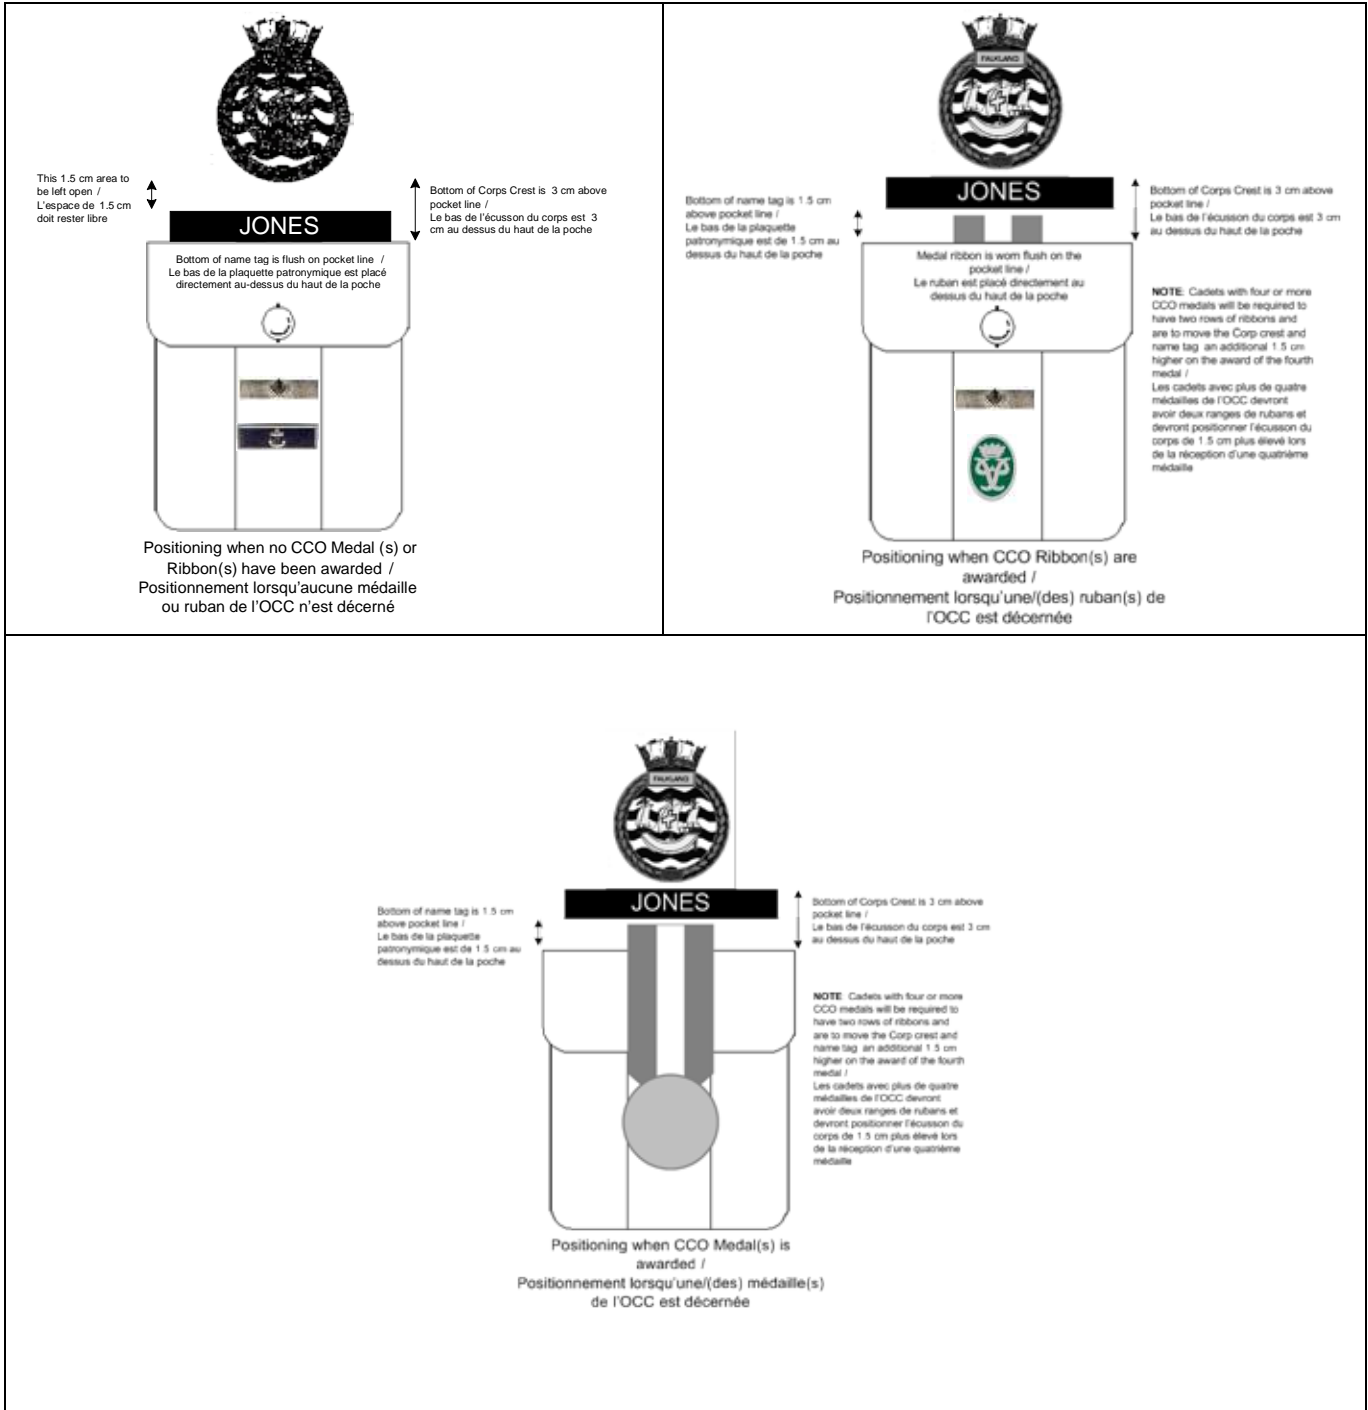 This 1.5 cm area to
be left open /
L'espace de 1.5 cm
doit rester libre
Bottom of Corps Crest is 3 cm above
pocket line /
Le bas de l'écusson du corps est 3
cm au dessus du haut de la poche
JONES
Bottom of name tag is flush on pocket line /
Le bas de la plaquette patronymique est placé
directement au-dessus du haut de la poche
Positioning when no CCO Medal (s) or
Ribbon(s) have been awarded /
Positionnement lorsqu'aucune médaille
ou ruban de l'OCC n'est décerné
FALKLAND
Bottom of name tag is 1.5 cm
above pocket line /
Le bas de la plaquette
patronymique est de 1.5 cm au
dessus du haut de la poche
JONES
Bottom of Corps Crest is 3 cm above
pocket line /
Le bas de l'écusson du corps est 3 cm
au dessus du haut de la poche
Medal ribbon is worn flush on the
pocket line /
Le ruban est placé directement au
dessus du haut de la poche
NOTE: Cadets with four or more
CCO medals will be required to
have two rows of ribbons and
are to move the Corp crest and
name tag an additional 1.5 cm
higher on the award of the fourth
medal /
Les cadets avec plus de quatre
médailles de l'OCC devront
avoir deux ranges de rubans et
devront positionner l'écusson du
corps de 1.5 cm plus élevé lors
de la réception d'une quatrième
médaille
Positioning when CCO Ribbon(s) are
awarded /
Positionnement lorsqu'une/(des) ruban(s) de
l'OCC est décernée
FALKLAND
Bottom of name tag is 1.5 cm
above pocket line /
Le bas de la plaquette
patronymique est de 1.5 cm au
dessus du haut de la poche
JONES
Bottom of Corps Crest is 3 cm above
pocket line /
Le bas de l'écusson du corps est 3 cm
au dessus du haut de la poche
NOTE: Cadets with four or more
CCO medals will be required to
have two rows of ribbons and
are to move the Corp crest and
name tag an additional 1.5 cm
higher on the award of the fourth
medal /
Les cadets avec plus de quatre
médailles de l'OCC devront
avoir deux ranges de rubans et
devront positionner l'écusson du
corps de 1.5 cm plus élevé lors
de la réception d'une quatrième
médaille
Positioning when CCO Medal(s) is
awarded /
Positionnement lorsqu'une/(des) médaille(s)
de l'OCC est décernée